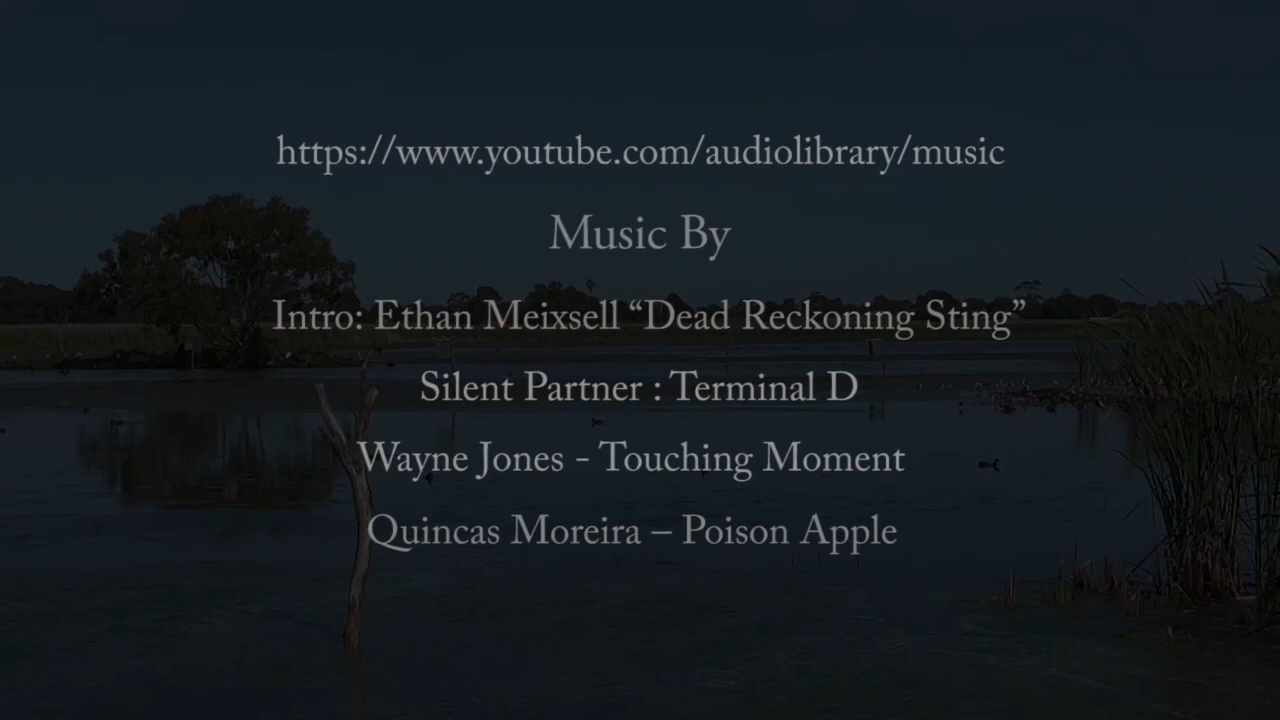 https://www.youtube.com/audiolibrary/music
Music By
Intro: Ethan Meixsell “Dead Reckoning Sting”
Silent Partner : Terminal D
Wayne Jones - Touching Moment
Quincas Moreira – Poison Apple